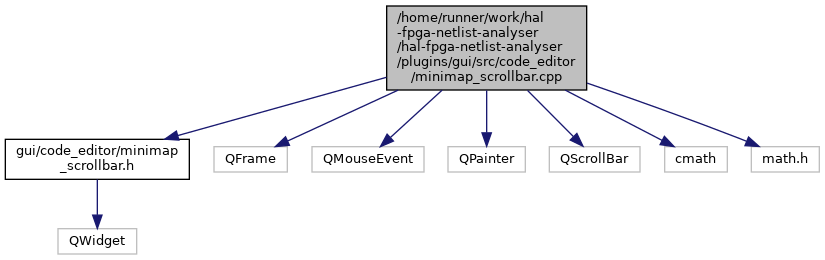 /home/runner/work/hal
-fpga-netlist-analyser
/hal-fpga-netlist-analyser
/plugins/gui/src/code_editor
/minimap_scrollbar.cpp
gui/code_editor/minimap
_scrollbar.h
QFrame
QMouseEvent
QPainter
QScrollBar
cmath
math.h
QWidget